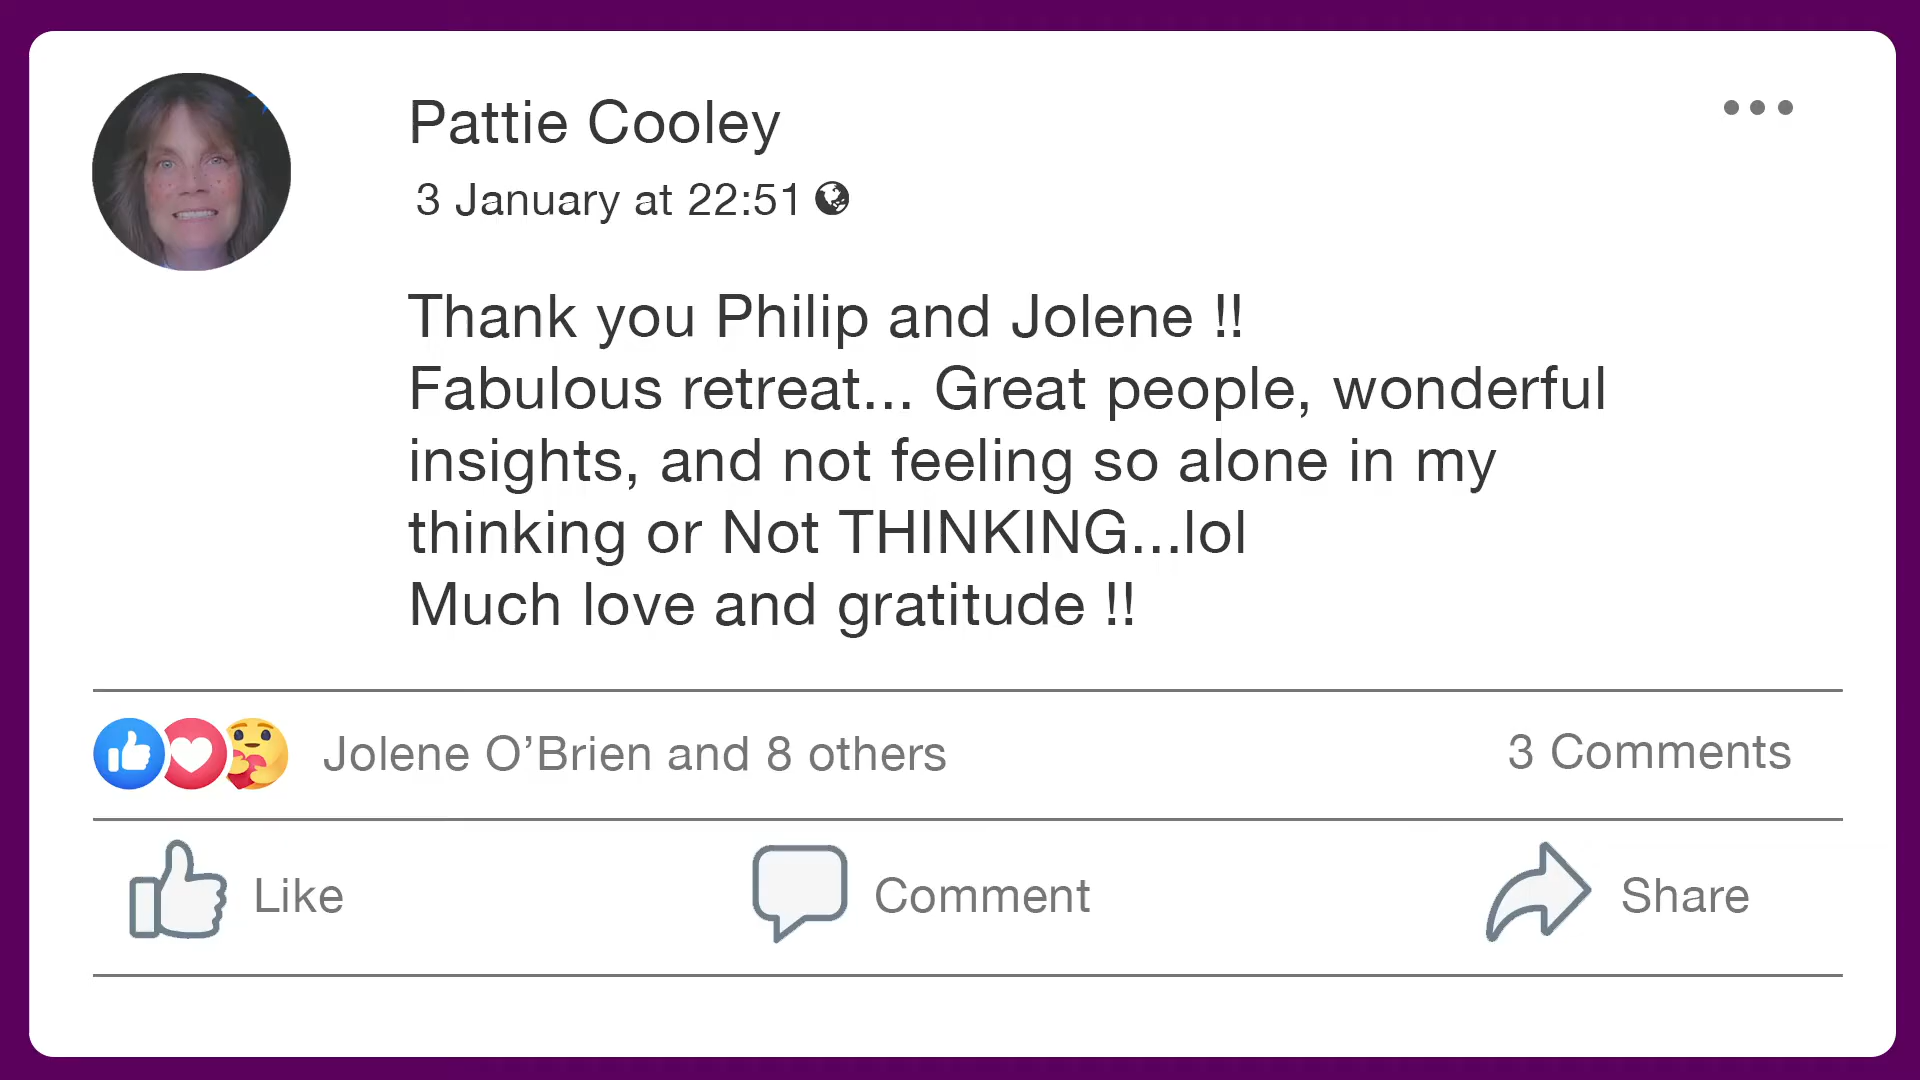 Pattie Cooley
3 January at 22:51
Thank you Philip and Jolene !!
Fabulous retreat... Great people, wonderful
insights, and not feeling so alone in my
thinking or Not THINKING...lol
Much love and gratitude !!
Jolene O’Brien and 8 others
3 Comments
Like
Comment
Share